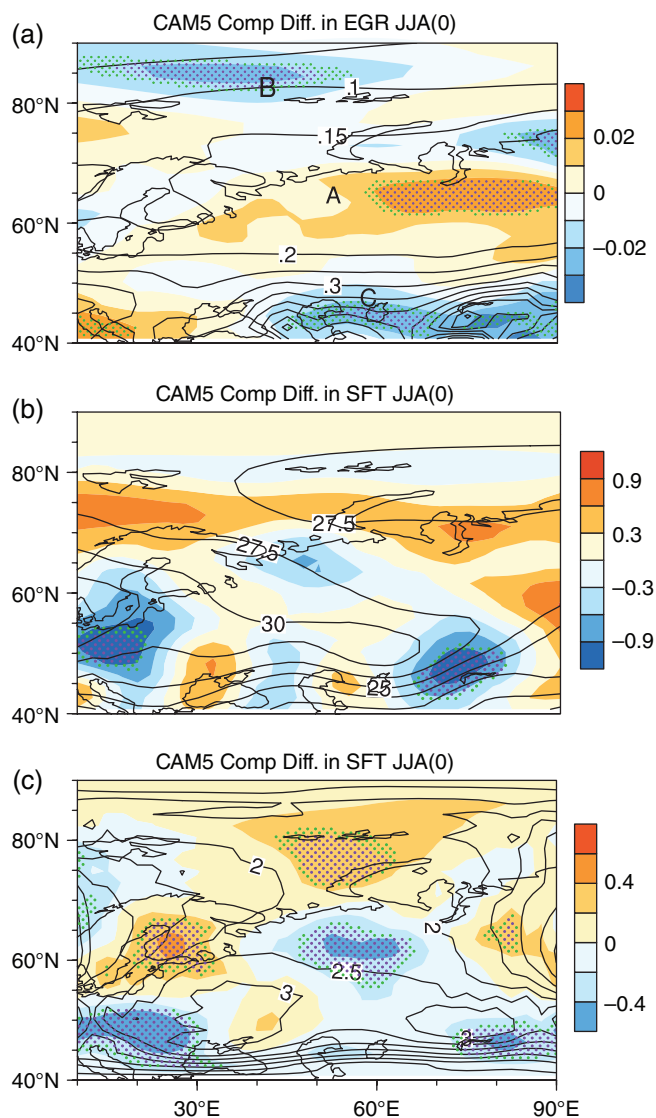 (a)
CAM5 Comp Diff. in EGR JJA(0)
80°N
60°N
40°N
B
.1
.15
A
.2
.3
C
0.02
0
−0.02
(b)
CAM5 Comp Diff. in SFT JJA(0)
80°N
60°N
40°N
27.5
27.5
30
25
0.9
0.3
−0.3
−0.9
(c)
CAM5 Comp Diff. in SFT JJA(0)
80°N
60°N
40°N
2
2
2.5
3
2
0.4
0
−0.4
30°E
60°E
90°E